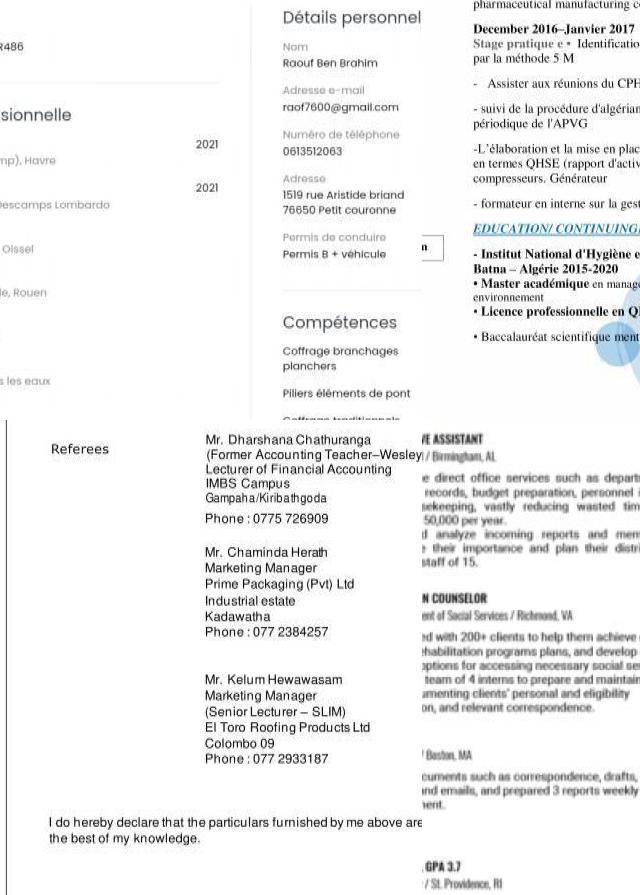 R486
sionnelle
2021
mp), Havre
2021
Descamps Lombardo
Oissel
le, Rouen
s les eaux
Détails personnel
Nom
Raouf Ben Brahim
Adresse e-mail
raof7600@gmail.com
Numéro de téléphone
0613512063
Adresse
1519 rue Aristide briand
76650 Petit couronne
Permis de conduire
Permis B + véhicule
Compétences
Coffrage branchages
planchers
Piliers éléments de pont
n
pharmaceutical manufacturing c
December 2016–Janvier 2017
Stage pratique e • Identificatio
par la méthode 5 M
- Assister aux réunions du CPH
- suivi de la procédure d'algérian
périodique de l'APVG
-L'élaboration et la mise en plac
en termes QHSE (rapport d'activ
compresseurs. Générateur
- formateur en interne sur la gest
EDUCATION/ CONTINUING
- Institut National d'Hygiène e
Batna – Algérie 2015-2020
• Master académique en manag
environnement
• Licence professionnelle en Q
• Baccalauréat scientifique ment
Referees
Mr. Dharshana Chathuranga
(Former Accounting Teacher–Wesley
Lecturer of Financial Accounting
IMBS Campus
Gampaha/Kiribathgoda
Phone : 0775 726909
Mr. Chaminda Herath
Marketing Manager
Prime Packaging (Pvt) Ltd
Industrial estate
Kadawatha
Phone : 077 2384257
Mr. Kelum Hewawasam
Marketing Manager
(Senior Lecturer – SLIM)
El Toro Roofing Products Ltd
Colombo 09
Phone : 077 2933187
I do hereby declare that the particulars furnished by me above are
the best of my knowledge.
VE ASSISTANT
/ Birmingham, AL
e direct office services such as depart
records, budget preparation, personnel
sekeeping, vastly reducing wasted tim
50,000 per year.
d analyze incoming reports and mem
e their importance and plan their distri
staff of 15.
N COUNSELOR
ent of Social Services / Richmond, VA
ed with 200+ clients to help them achieve
habilitation programs plans, and develop
options for accessing necessary social se
team of 4 interns to prepare and maintain
umenting clients' personal and eligibility
on, and relevant correspondence.
/ Boston, MA
cuments such as correspondence, drafts,
and emails, and prepared 3 reports weekly
ment.
GPA 3.7
/ St. Providence, RI